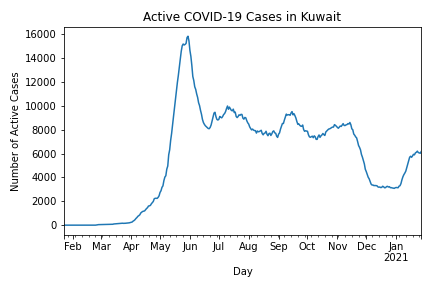 Active COVID-19 Cases in Kuwait
Number of Active Cases
16000
14000
12000
10000
8000
6000
4000
2000
0
Feb Mar Apr May Jun Jul Aug Sep Oct Nov Dec Jan
2021
Day